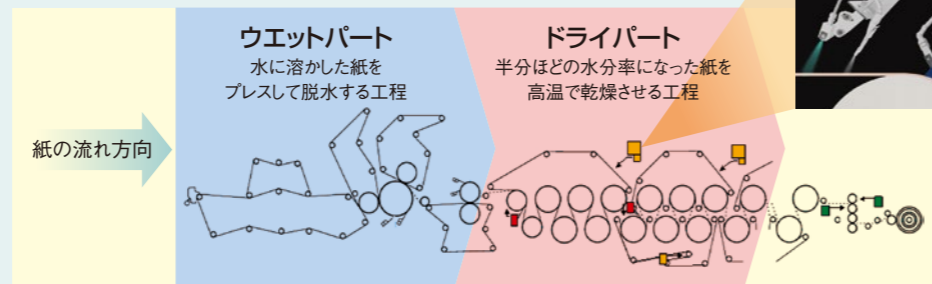 ウエットパート
水に溶かした紙を
プレスして脱水する工程
ドライパート
半分ほどの水分率になった紙を
高温で乾燥させる工程
紙の流れ方向